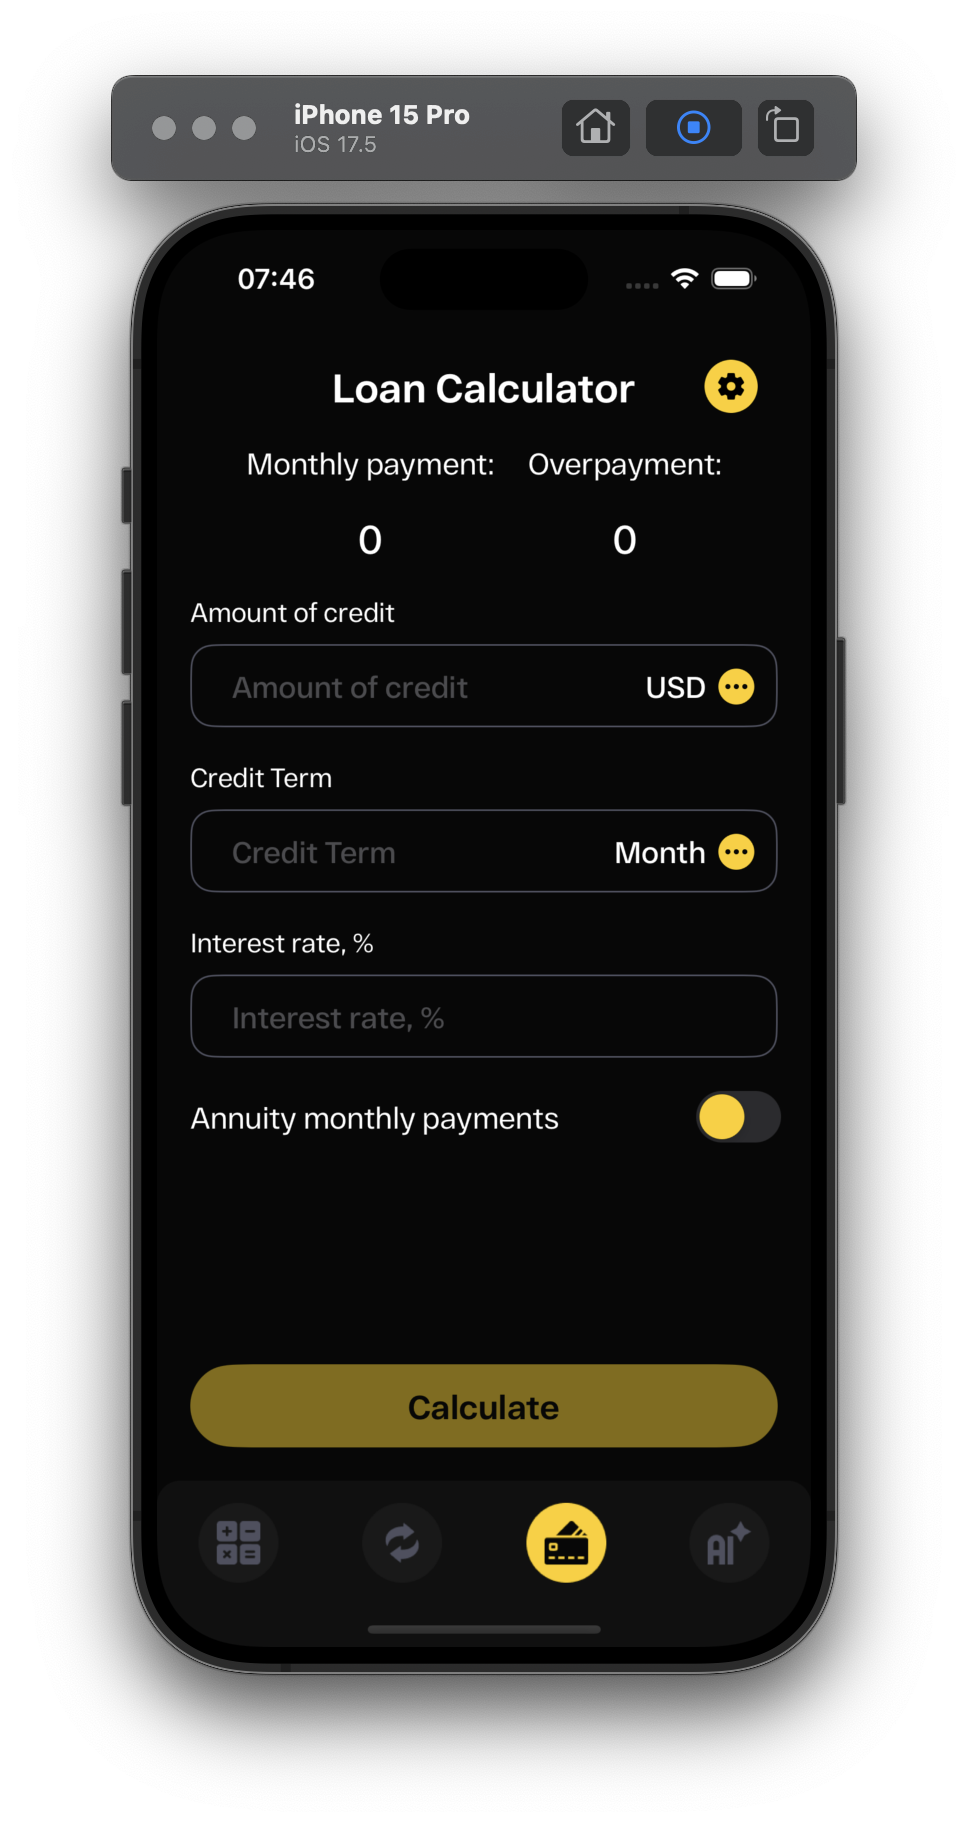 iPhone 15 Pro
iOS 17.5
07:46
Loan Calculator
Monthly payment: Overpayment:
0 0
Amount of credit
Amount of credit USD
Credit Term
Credit Term Month
Interest rate, %
Interest rate, %
Annuity monthly payments
Calculate
AI